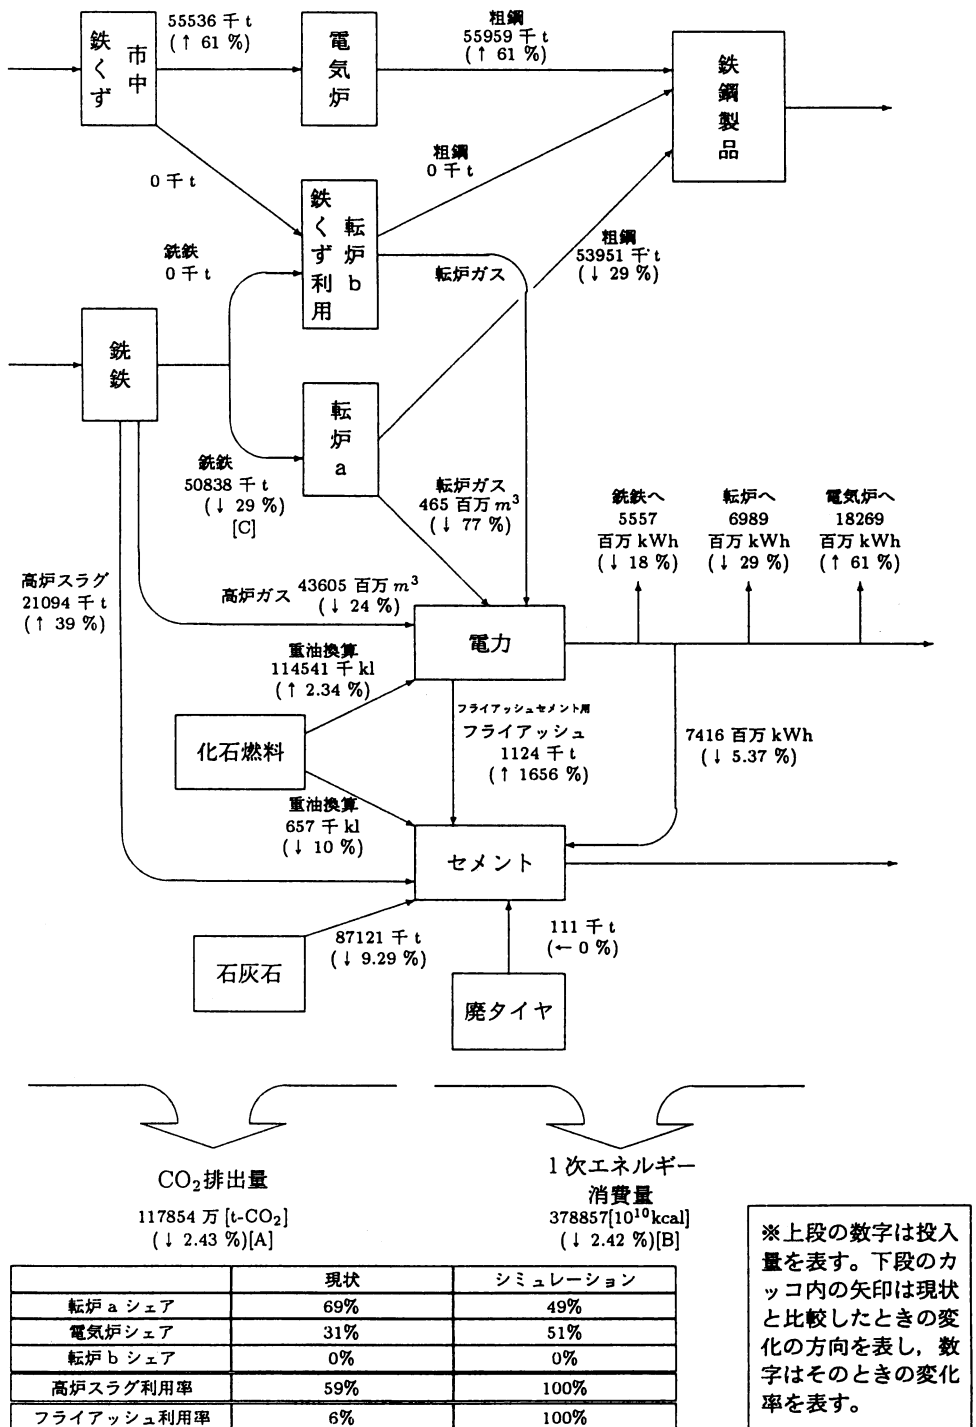 55536 千 t
(↑ 61 %)
粗鋼
55959 千 t
(↑ 61 %)
市中
鉄くず
電気炉
鉄鋼製品
0 千 t
粗鋼
0 千 t
鉄くず利用
転炉 b
粗鋼
53951 千 t
(↓ 29 %)
銑鉄
0 千 t
転炉ガス
銑鉄
転炉 a
銑鉄
50838 千 t
(↓ 29 %)
[C]
転炉ガス
465 百万 m³
(↓ 77 %)
銑鉄へ
5557
百万 kWh
(↓ 18 %)
転炉へ
6989
百万 kWh
(↓ 29 %)
電気炉へ
18269
百万 kWh
(↑ 61 %)
高炉スラグ
21094 千 t
(↑ 39 %)
高炉ガス 43605 百万 m³
(↓ 24 %)
電力
重油換算
114541 千 kl
(↑ 2.34 %)
フライアッシュセメント用
フライアッシュ
1124 千 t
(↑ 1656 %)
7416 百万 kWh
(↓ 5.37 %)
化石燃料
重油換算
657 千 kl
(↓ 10 %)
セメント
87121 千 t
(↓ 9.29 %)
111 千 t
(← 0 %)
石灰石
廃タイヤ
CO₂排出量
117854 万 [t-CO₂]
(↓ 2.43 %)[A]
1 次エネルギー
消費量
378857[10¹⁰kcal]
(↓ 2.42 %)[B]
※上段の数字は投入
量を表す。下段のカ
ッコ内の矢印は現状
と比較したときの変
化の方向を表し，数
字はそのときの変化
率を表す。
現状 シミュレーション
転炉 a シェア 69% 49%
電気炉シェア 31% 51%
転炉 b シェア 0% 0%
高炉スラグ利用率 59% 100%
フライアッシュ利用率 6% 100%